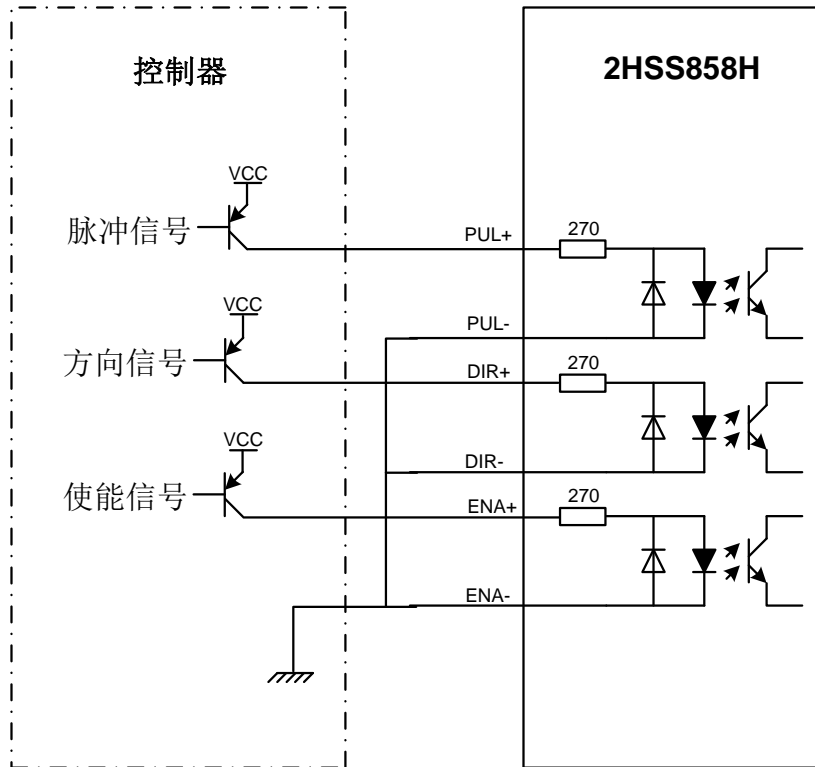 控制器
2HSS858H
VCC
脉冲信号
PUL+
270
PUL-
VCC
方向信号
DIR+
270
DIR-
VCC
使能信号
ENA+
270
ENA-